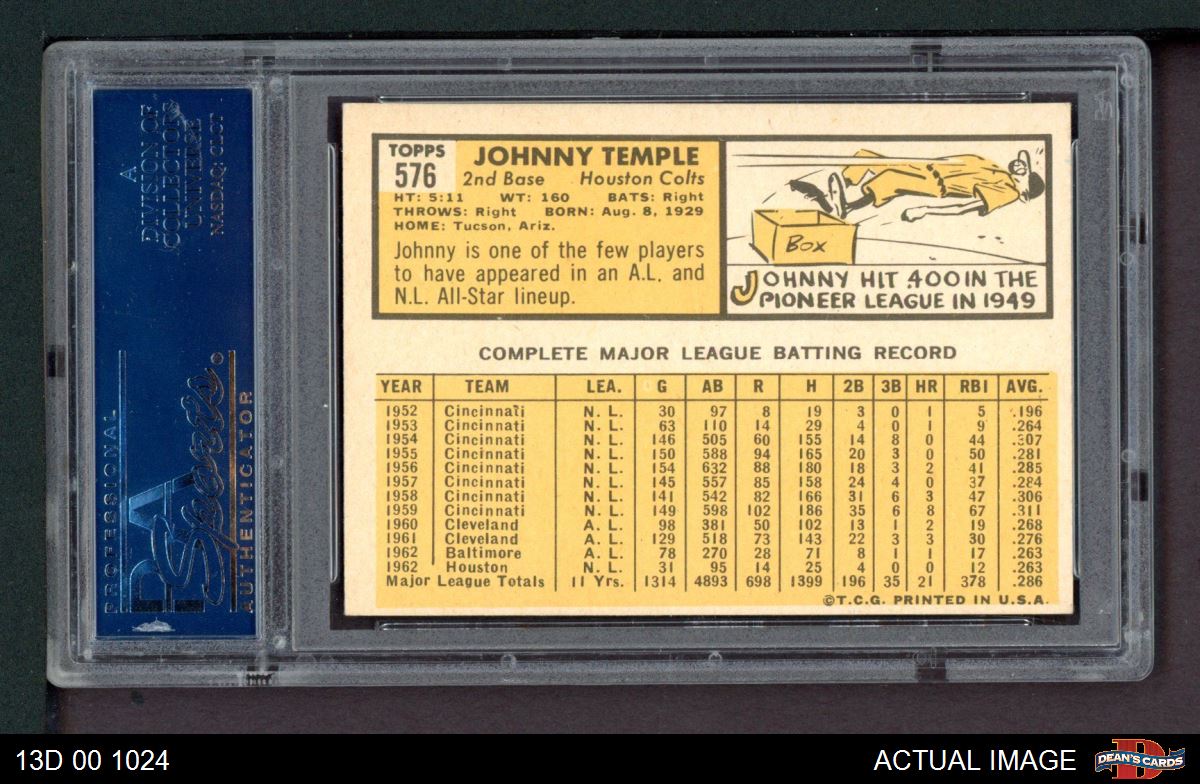 A
DIVISION OF
COLLECTORS
UNIVERSE
NASDAQ: CLCT
PROFESSIONAL
PSA
Sports
AUTHENTICATOR
TOPPS
576
JOHNNY TEMPLE
2nd Base Houston Colts
HT: 5:11 WT: 160 BATS: Right
THROWS: Right BORN: Aug. 8, 1929
HOME: Tucson, Ariz.
Johnny is one of the few players
to have appeared in an A.L. and
N.L. All-Star lineup.
Box
JOHNNY HIT .400 IN THE
PIONEER LEAGUE IN 1949
COMPLETE MAJOR LEAGUE BATTING RECORD
YEAR TEAM LEA. G AB R H 2B 3B HR RBI AVG.
1952 Cincinnati N. L. 30 97 8 19 3 0 1 5 .196
1953 Cincinnati N. L. 63 110 14 29 4 0 1 9 .264
1954 Cincinnati N. L. 146 505 60 155 14 8 0 44 .307
1955 Cincinnati N. L. 150 588 94 165 20 3 0 50 .281
1956 Cincinnati N. L. 154 632 88 180 18 3 2 41 .285
1957 Cincinnati N. L. 145 557 85 158 24 4 0 37 .284
1958 Cincinnati N. L. 141 542 82 166 31 6 3 47 .306
1959 Cincinnati N. L. 149 598 102 186 35 6 8 67 .311
1960 Cleveland A. L. 98 381 50 102 13 1 2 19 .268
1961 Cleveland A. L. 129 518 73 143 22 3 3 30 .276
1962 Baltimore A. L. 78 270 28 71 8 1 1 17 .263
1962 Houston N. L. 31 95 14 25 4 0 0 12 .263
Major League Totals 11 Yrs. 1314 4893 698 1399 196 35 21 378 .286
©T.C.G. PRINTED IN U.S.A.
13D 00 1024
ACTUAL IMAGE
D
DEAN'S CARDS